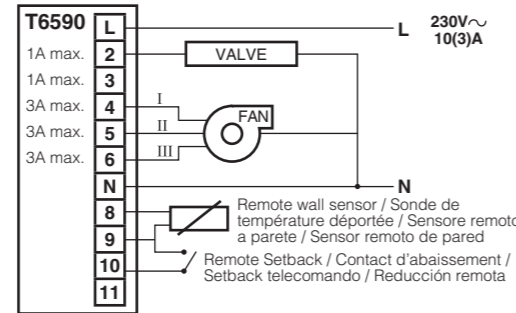 T6590 L L 230V～
10(3)A
1A max. 2 VALVE
1A max. 3
3A max. 4 I FAN
3A max. 5 II
3A max. 6 III
N N
8 Remote wall sensor / Sonde de
température déportée / Sensore remoto
9 a parete / Sensor remoto de pared
10 Remote Setback / Contact d'abaissement /
Setback telecomando / Reducción remota
11